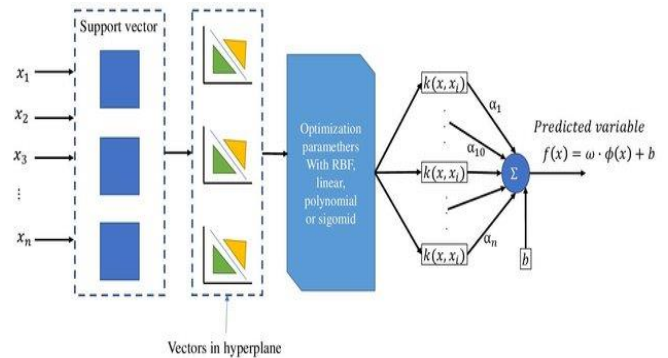 Support vector
x₁
x₂
x₃
⋮
xₙ
Vectors in hyperplane
Optimization
paramethers
With RBF,
linear,
polynomial
or sigomid
k(x, xᵢ)
k(x, xᵢ)
k(x, xᵢ)
α₁
α₁₀
αₙ
Σ
b
Predicted variable
f(x) = ω · ϕ(x) + b